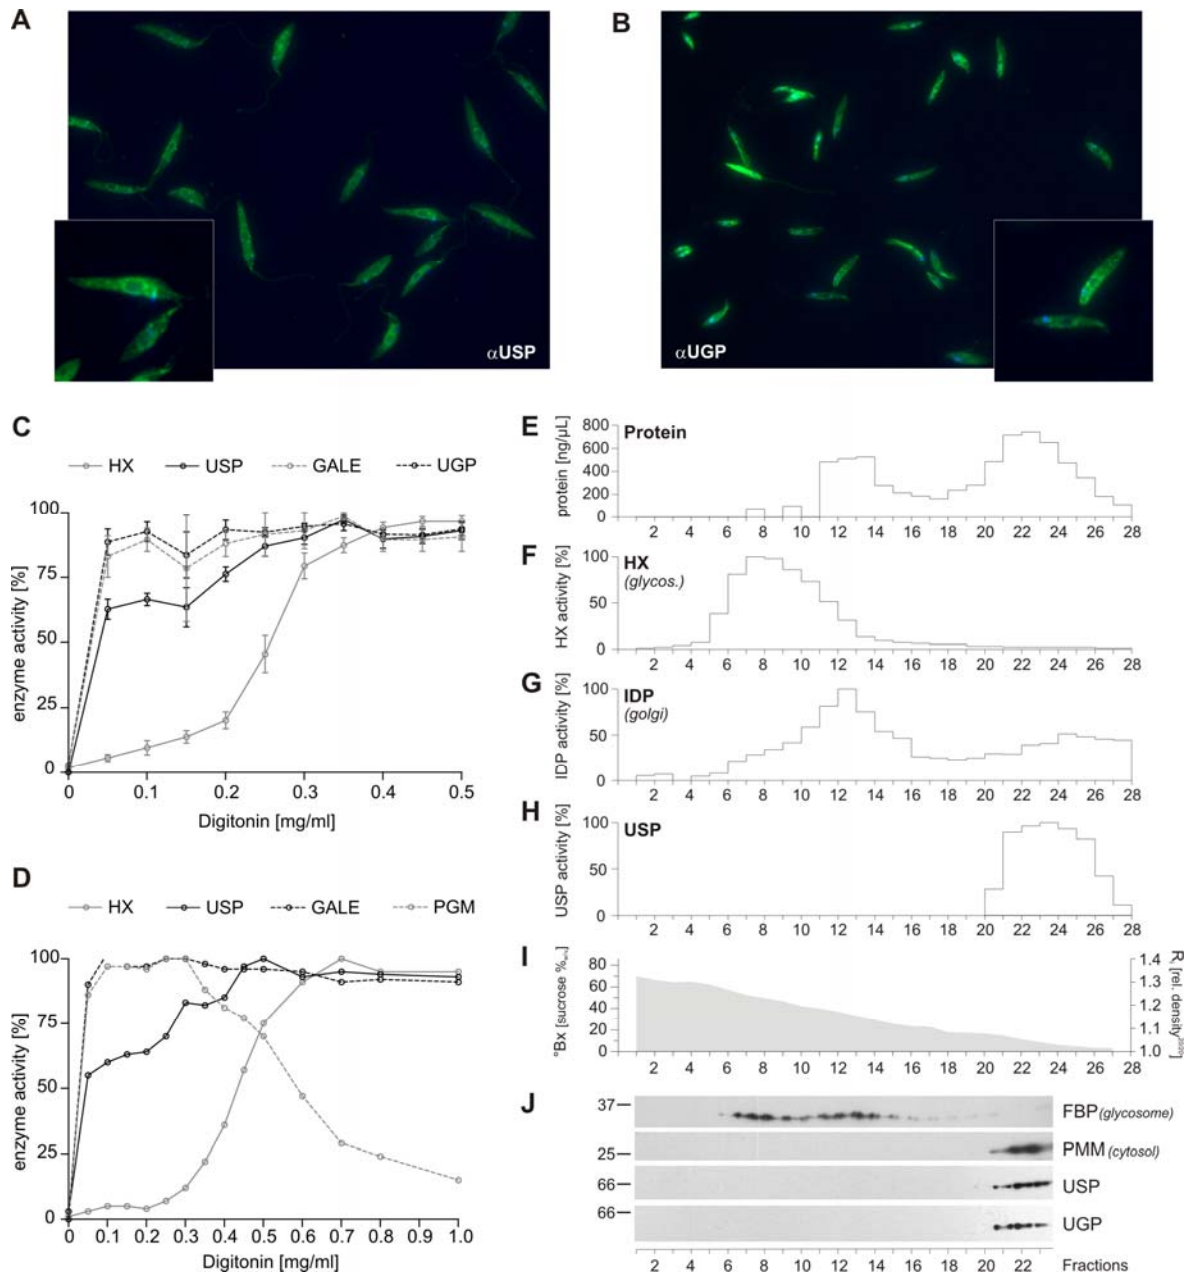 A
αUSP
B
αUGP
C
HX USP GALE UGP
enzyme activity [%]
100
75
50
25
0
0 0.1 0.2 0.3 0.4 0.5
Digitonin [mg/ml]
D
HX USP GALE PGM
enzyme activity [%]
100
75
50
25
0
0 0.1 0.2 0.3 0.4 0.5 0.6 0.7 0.8 0.9 1.0
Digitonin [mg/ml]
E
Protein
protein [ng/µL]
800
600
400
200
0
2 4 6 8 10 12 14 16 18 20 22 24 26 28
F
HX
(glycos.)
HX activity [%]
100
50
0
2 4 6 8 10 12 14 16 18 20 22 24 26 28
G
IDP
(golgi)
IDP activity [%]
100
50
0
2 4 6 8 10 12 14 16 18 20 22 24 26 28
H
USP
USP activity [%]
100
50
0
2 4 6 8 10 12 14 16 18 20 22 24 26 28
I
°Bx [sucrose %
80
60
40
20
0
1.4
1.3
1.2
1.1
1.0
[rel. density
2 4 6 8 10 12 14 16 18 20 22 24 26 28
J
37 FBP (glycosome)
25 PMM (cytosol)
66 USP
66 UGP
2 4 6 8 10 12 14 16 18 20 22 Fractions